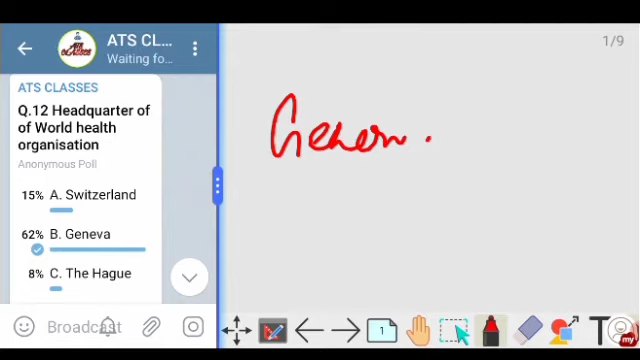 ATS CL...
Waiting fo...
1/9
ATS CLASSES
Q.12 Headquarter of
of World health
organisation
Anonymous Poll
15% A. Switzerland
62% B. Geneva
8% C. The Hague
Broadcast
1
T
my